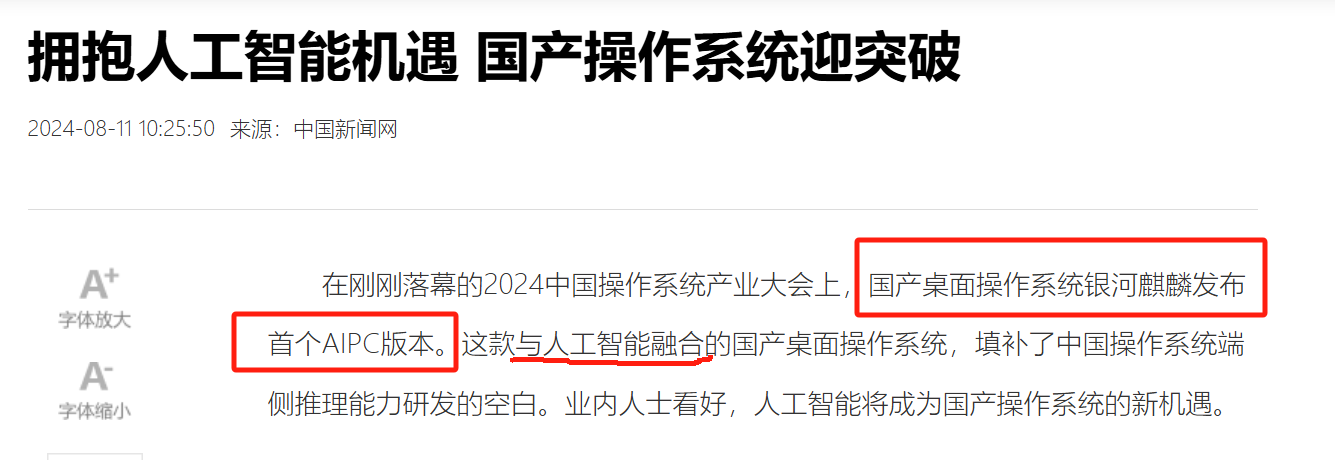 拥抱人工智能机遇 国产操作系统迎突破
2024-08-11 10:25:50 来源：中国新闻网
在刚刚落幕的2024中国操作系统产业大会上，国产桌面操作系统银河麒麟发布
首个AIPC版本。这款与人工智能融合的国产桌面操作系统，填补了中国操作系统端
侧推理能力研发的空白。业内人士看好，人工智能将成为国产操作系统的新机遇。
A+
字体放大
A-
字体缩小